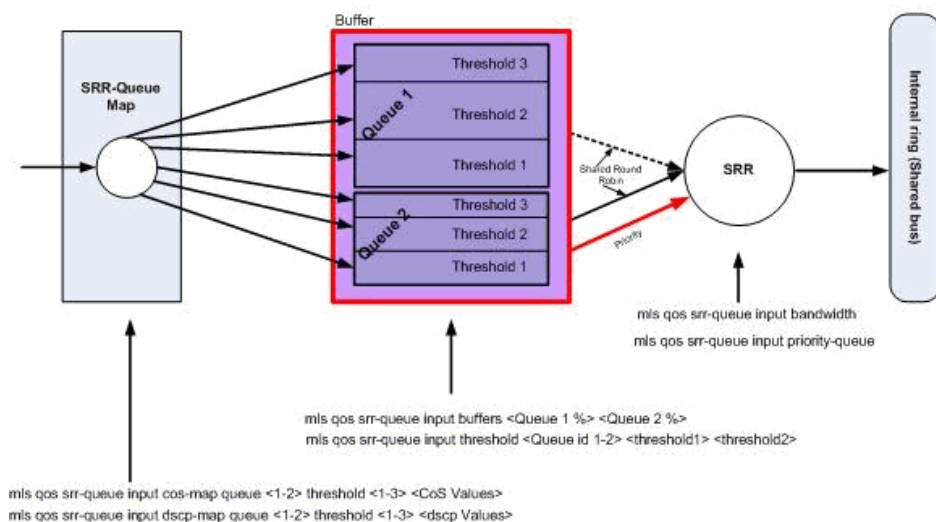 Buffer
SRR-Queue
Map
Queue 1
Threshold 3
Threshold 2
Threshold 1
Queue 2
Threshold 3
Threshold 2
Threshold 1
Shared Round
Robin
Priority
SRR
Internal ring (Shared bus)
mls qos srr-queue input bandwidth
mls qos srr-queue input priority-queue
mls qos srr-queue input buffers <Queue 1 %> <Queue 2 %>
mls qos srr-queue input threshold <Queue id 1-2> <threshold1> <threshold2>
mls qos srr-queue input cos-map queue <1-2> threshold <1-3> <CoS Values>
mls qos srr-queue input dscp-map queue <1-2> threshold <1-3> <dscp Values>